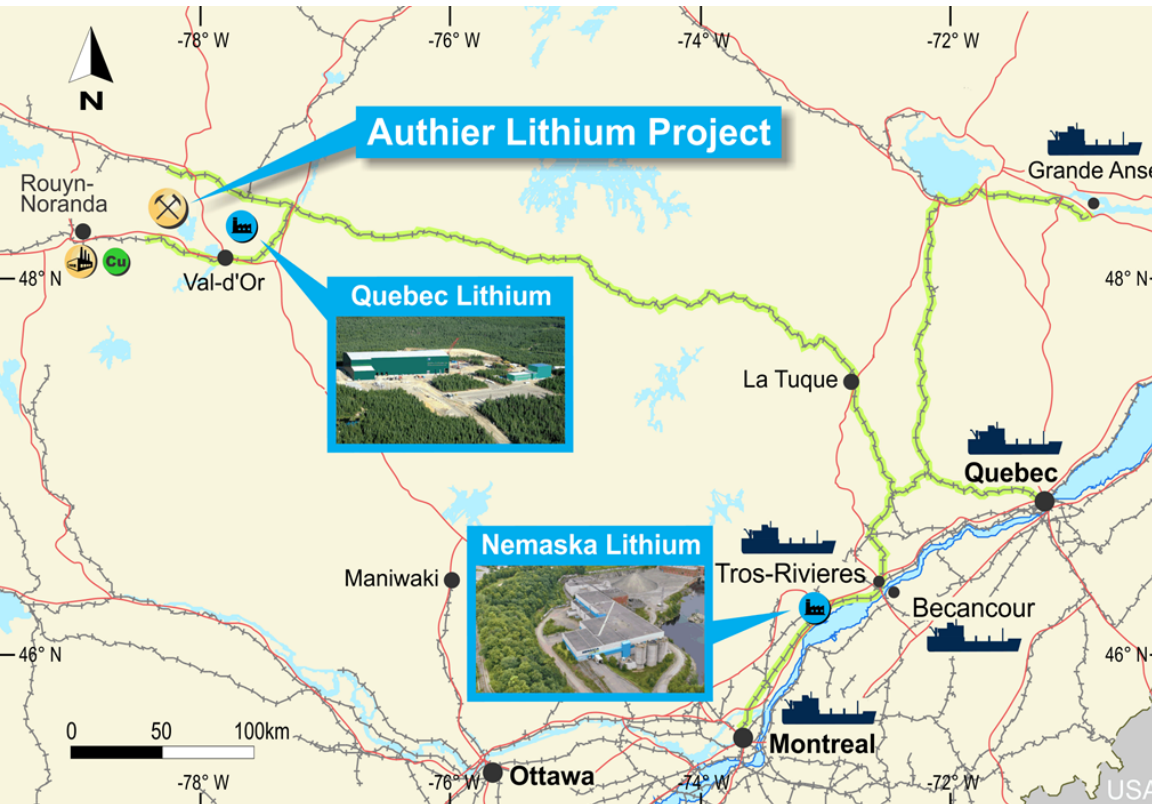 -78° W
-76° W
-74° W
-72° W
N
Authier Lithium Project
Grande Anse
Rouyn-
Noranda
Cu
Val-d'Or
48° N
48° N
Quebec Lithium
La Tuque
Quebec
Nemaska Lithium
Tros-Rivieres
Maniwaki
Becancour
46° N
46° N
0 50 100km
Montreal
Ottawa
-78° W
-76° W
-74° W
-72° W
USA